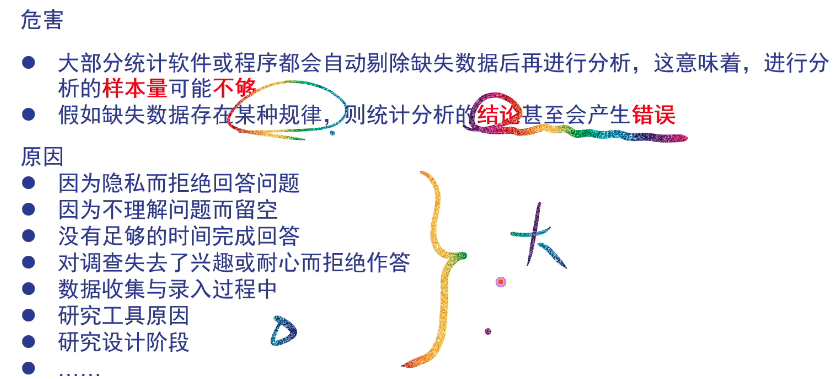 危害
● 大部分统计软件或程序都会自动剔除缺失数据后再进行分析，这意味着，进行分
析的样本量可能不够
● 假如缺失数据存在某种规律，则统计分析的结论甚至会产生错误
原因
● 因为隐私而拒绝回答问题
● 因为不理解问题而留空
● 没有足够的时间完成回答
● 对调查失去了兴趣或耐心而拒绝作答
● 数据收集与录入过程中
● 研究工具原因
● 研究设计阶段
● ……